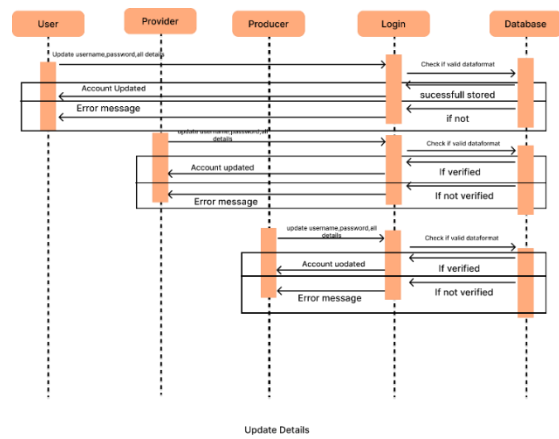 User
Provider
Producer
Login
Database
Update username,password,all details
Check if valid dataformat
Account Updated
sucessfull stored
Error message
if not
update username,password,all
details
Check if valid dataformat
Account updated
If verified
Error message
If not verified
update username,password,all
details
Check if valid dataformat
Account uodated
If verified
Error message
If not verified
Update Details